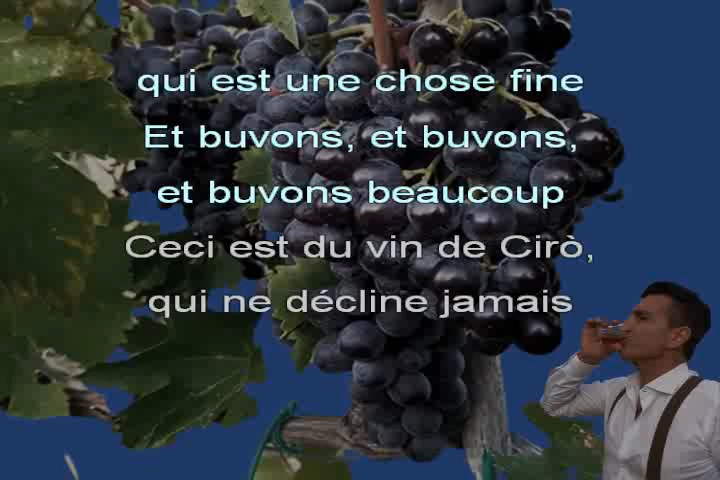 qui est une chose fine
Et buvons, et buvons,
et buvons beaucoup
Ceci est du vin de Cirò,
qui ne décline jamais